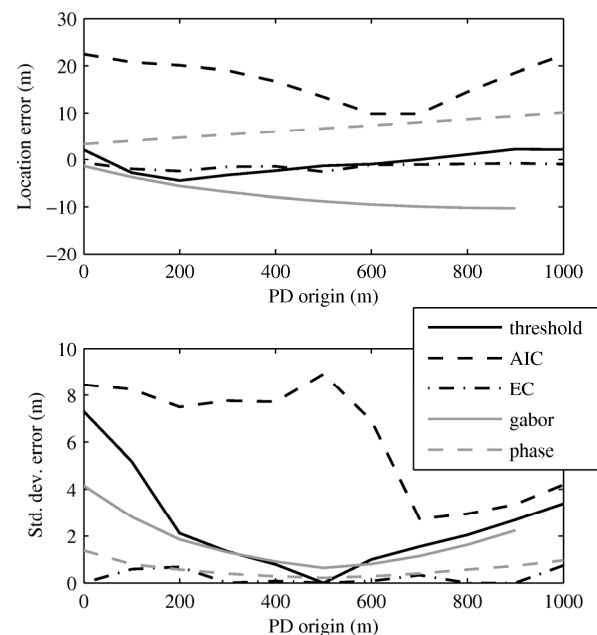 30
20
10
0
−10
−20
Location error (m)
0
200
400
600
800
1000
PD origin (m)
threshold
AIC
EC
gabor
phase
10
8
6
4
2
0
Std. dev. error (m)
0
200
400
600
800
1000
PD origin (m)